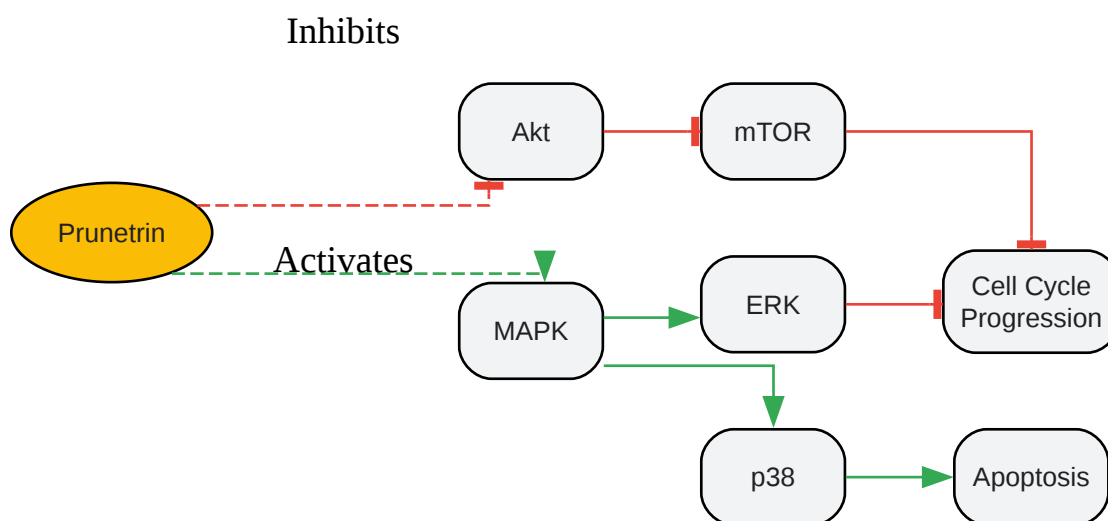 Inhibits
Akt
mTOR
Prunetrin
Activates
MAPK
ERK
Cell Cycle
Progression
p38
Apoptosis